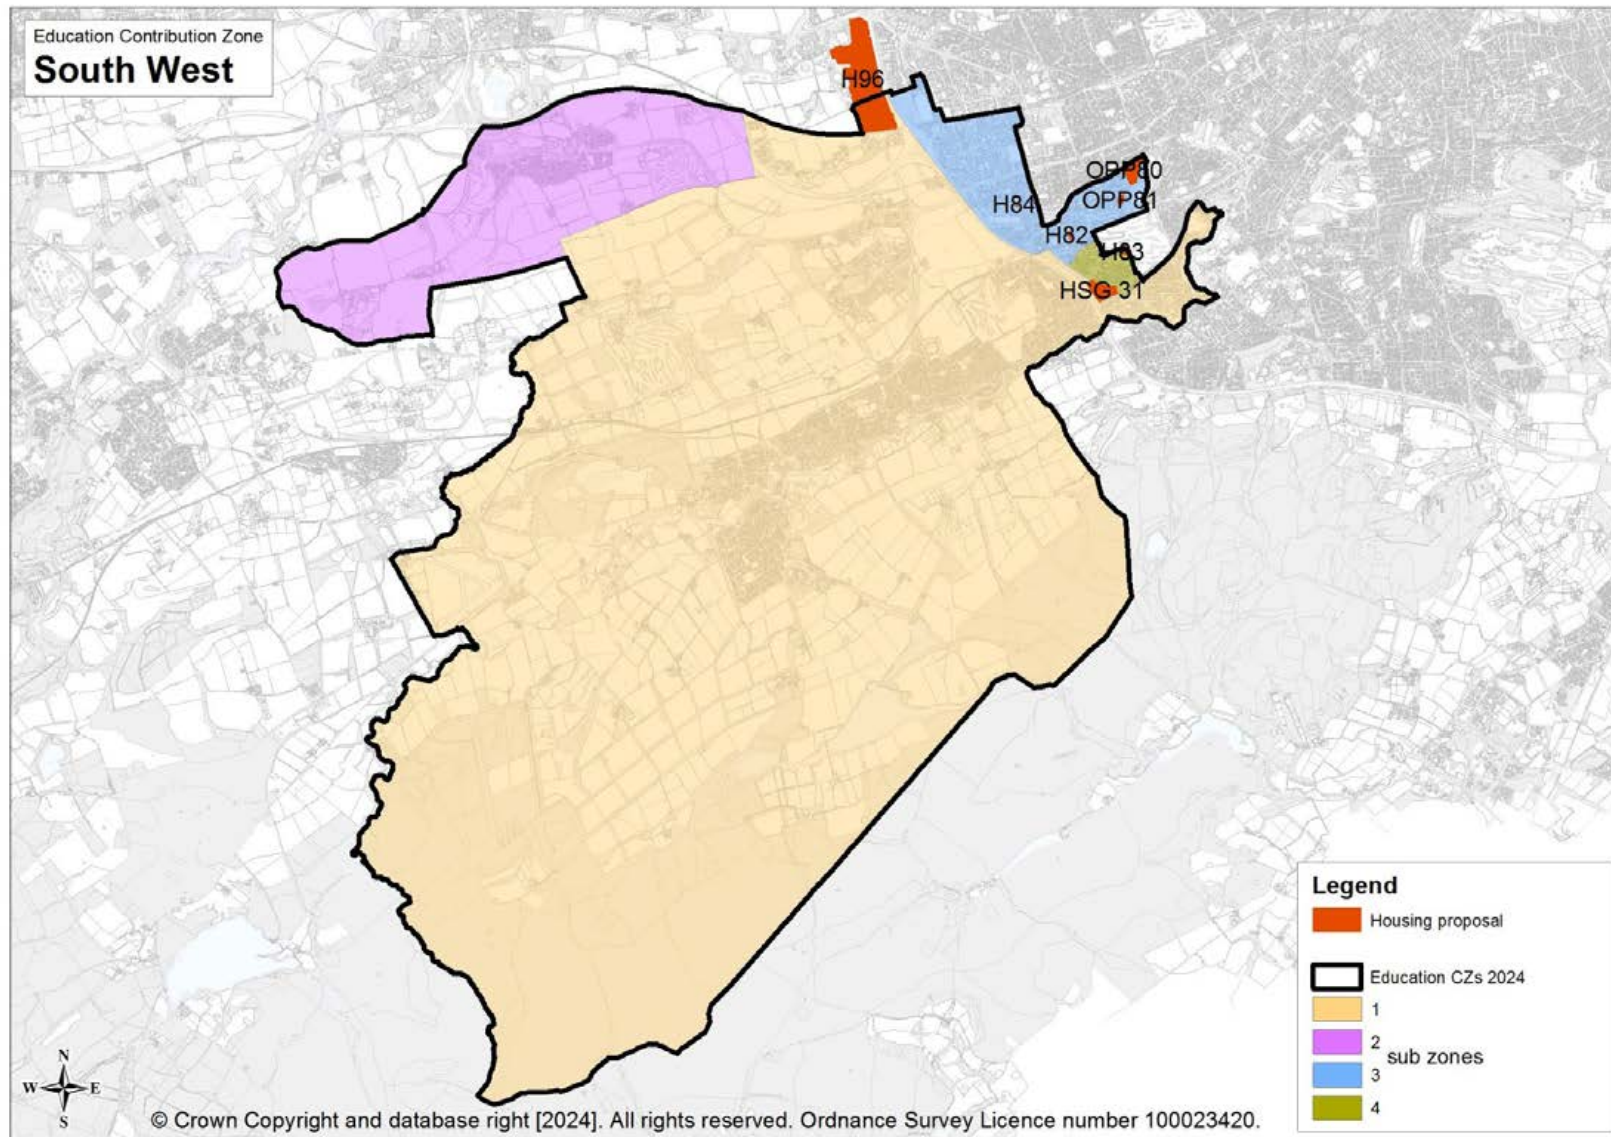 Education Contribution Zone
South West
H96
OPP80
OPP81
H84
H82
H83
HSG 31
Legend
Housing proposal
Education CZs 2024
1
2
sub zones
3
4
N
W
E
S
© Crown Copyright and database right [2024]. All rights reserved. Ordnance Survey Licence number 100023420.